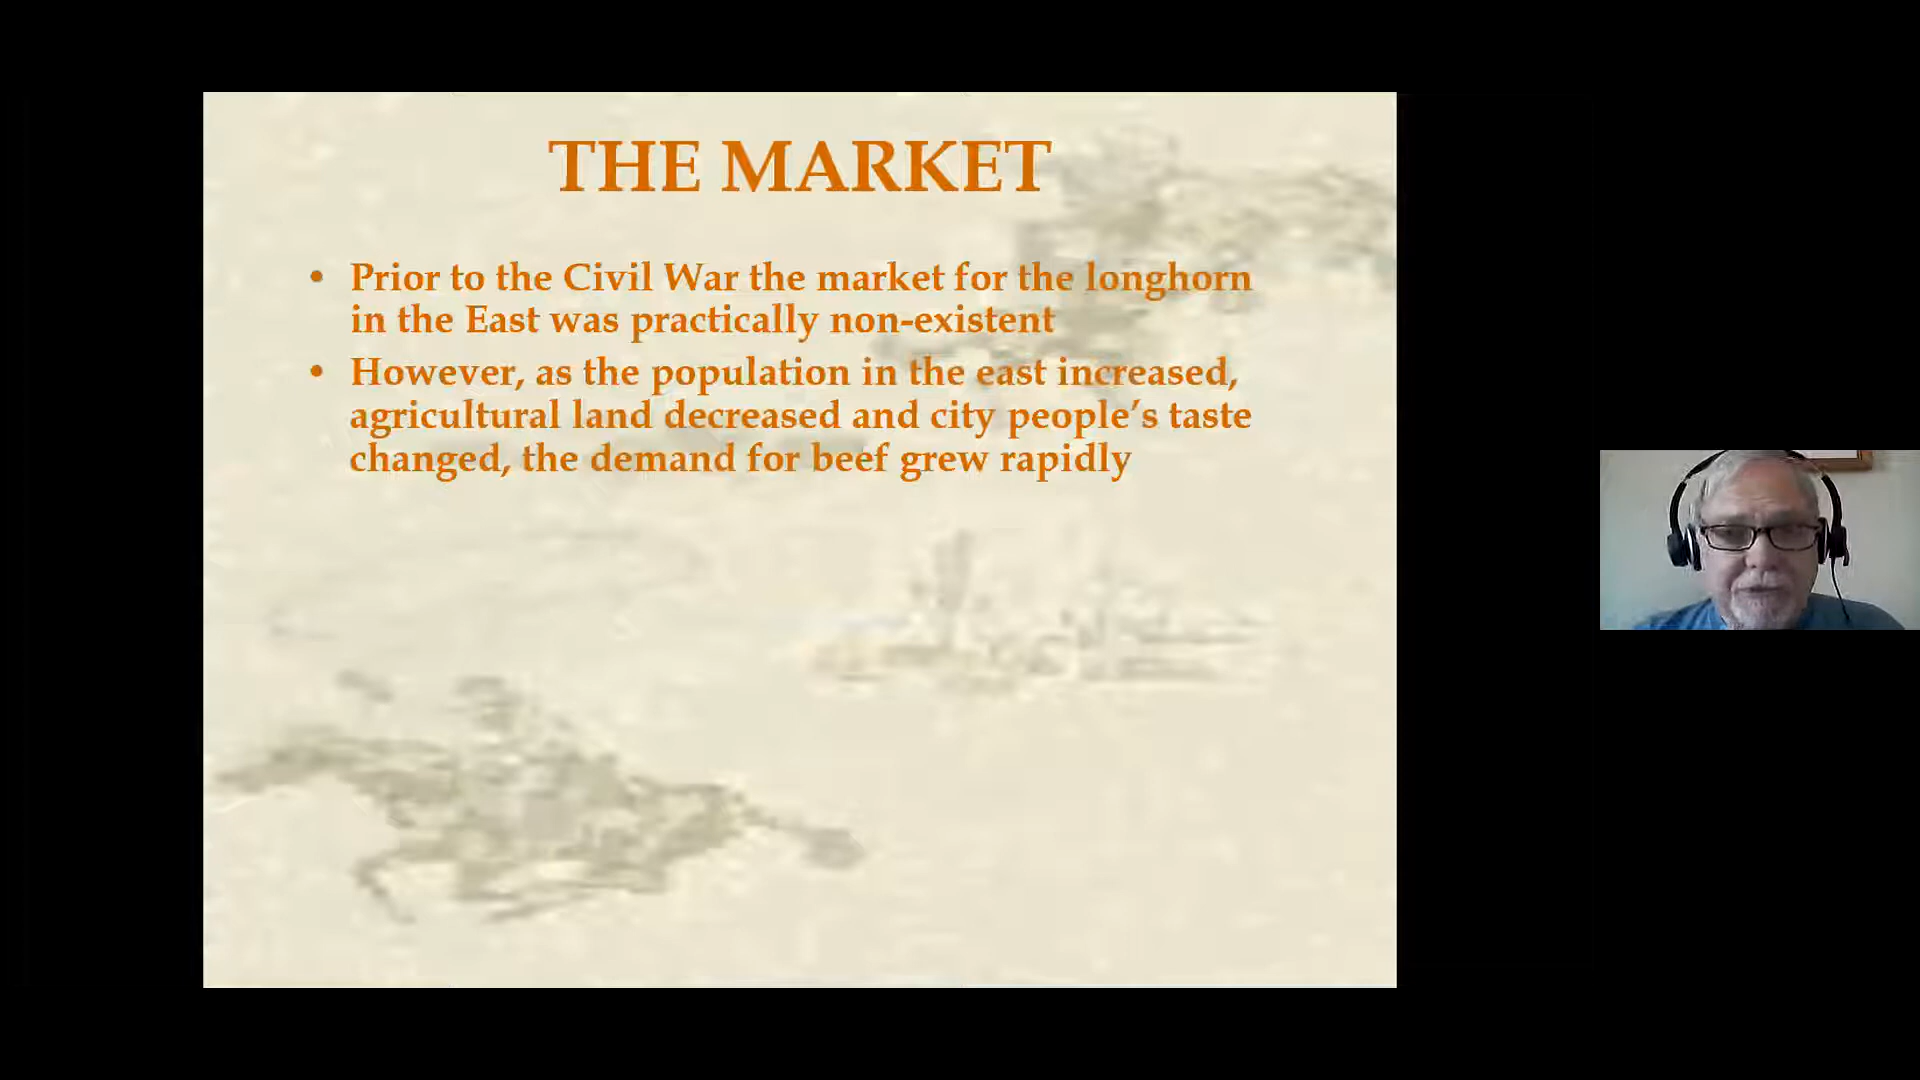 THE MARKET
• Prior to the Civil War the market for the longhorn
in the East was practically non-existent
• However, as the population in the east increased,
agricultural land decreased and city people’s taste
changed, the demand for beef grew rapidly